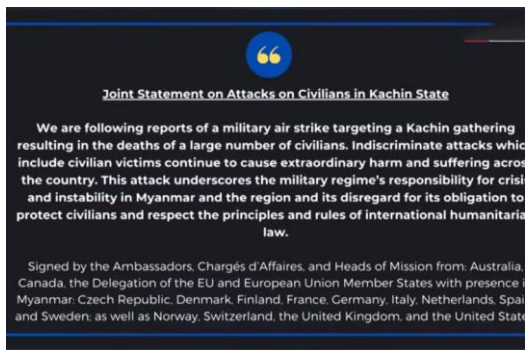 Joint Statement on Attacks on Civilians in Kachin State
We are following reports of a military air strike targeting a Kachin gathering
resulting in the deaths of a large number of civilians. Indiscriminate attacks whic
include civilian victims continue to cause extraordinary harm and suffering acros
the country. This attack underscores the military regime's responsibility for crisi
and instability in Myanmar and the region and its disregard for its obligation to
protect civilians and respect the principles and rules of international humanitaria
law.
Signed by the Ambassadors, Chargés d'Affaires, and Heads of Mission from: Australia,
Canada, the Delegation of the EU and European Union Member States with presence i
Myanmar: Czech Republic, Denmark, Finland, France, Germany, Italy, Netherlands, Spai
and Sweden; as well as Norway, Switzerland, the United Kingdom, and the United State